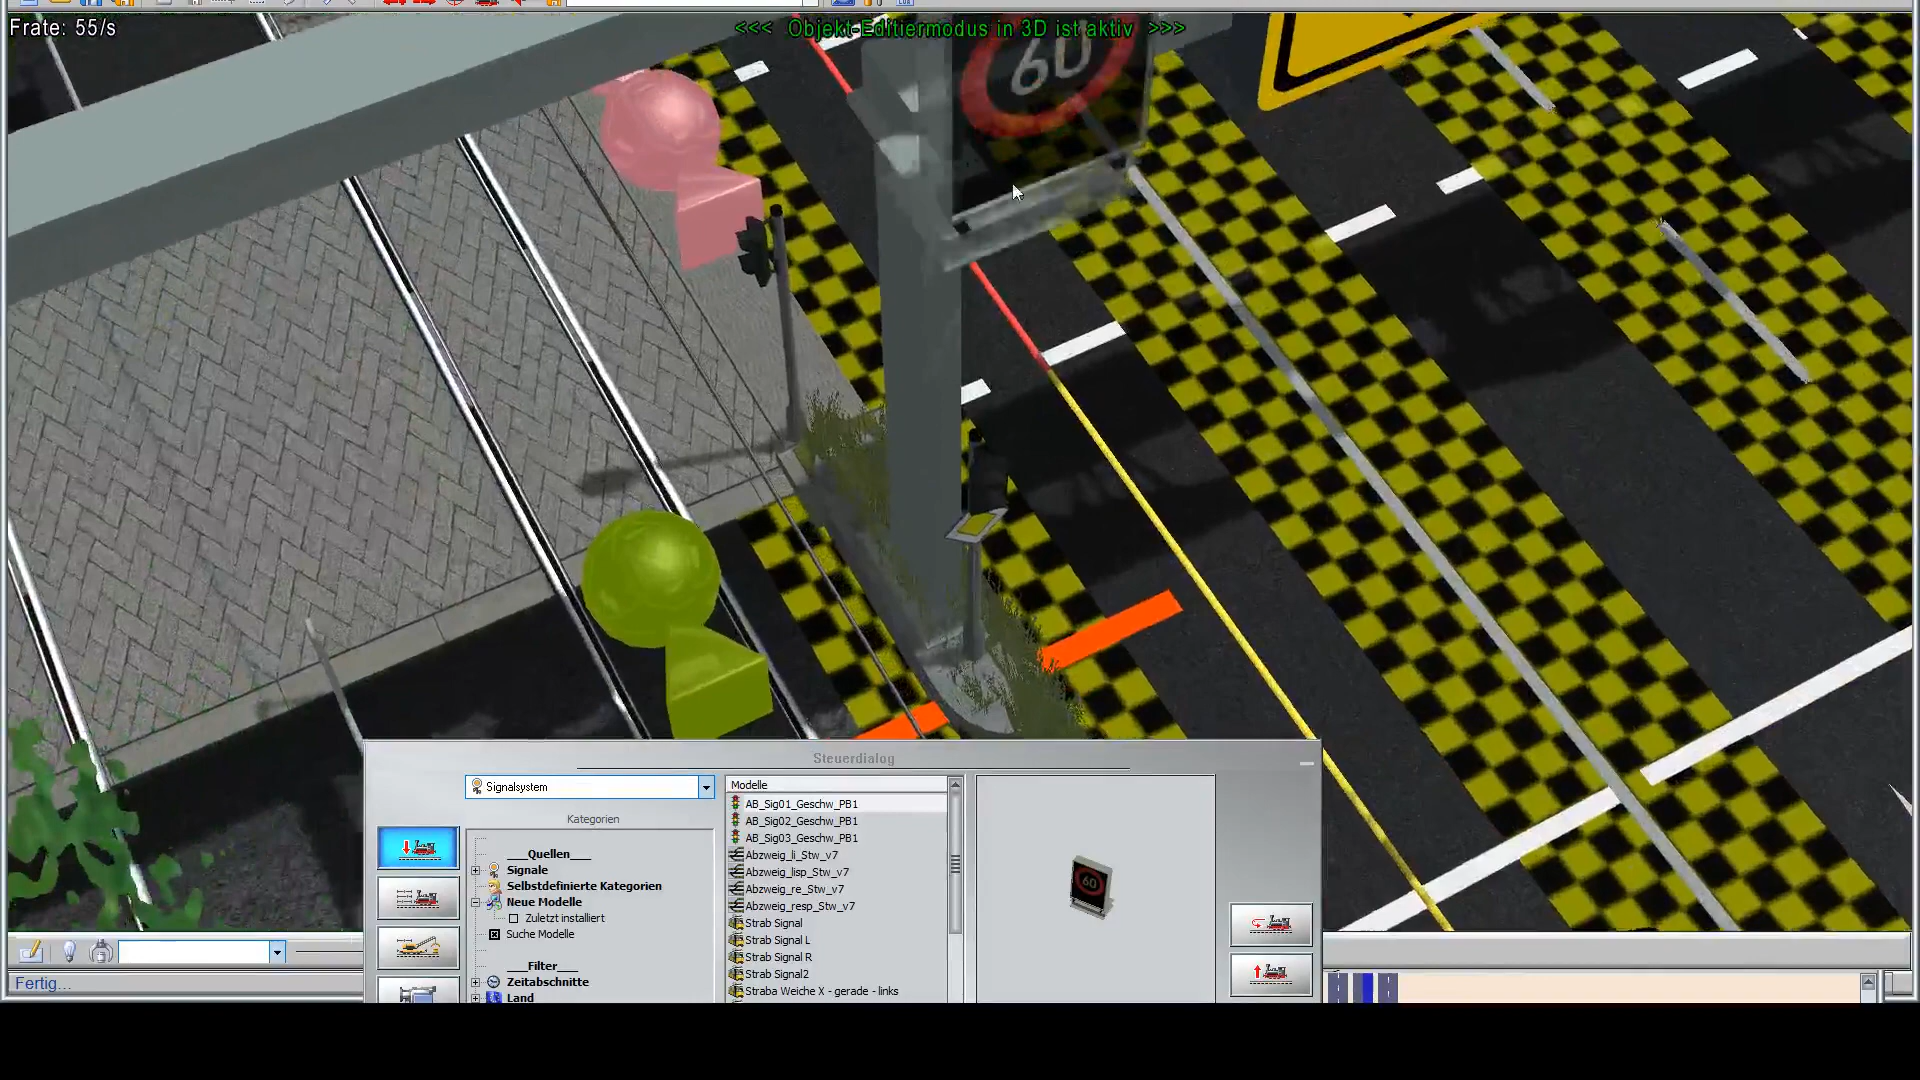 Frate: 55/s
<<< Objekt-Editiermodus in 3D ist aktiv >>>
60
Steuerdialog
Signalsystem
Kategorien
___Quellen___
Signale
Selbstdefinierte Kategorien
Neue Modelle
Zuletzt installiert
Suche Modelle
___Filter___
Zeitabschnitte
Land
Modelle
AB_Sig01_Geschw_PB1
AB_Sig02_Geschw_PB1
AB_Sig03_Geschw_PB1
Abzweig_li_Stw_v7
Abzweig_lisp_Stw_v7
Abzweig_re_Stw_v7
Abzweig_resp_Stw_v7
Strab Signal
Strab Signal L
Strab Signal R
Strab Signal2
Straba Weiche X - gerade - links
60
Fertig...